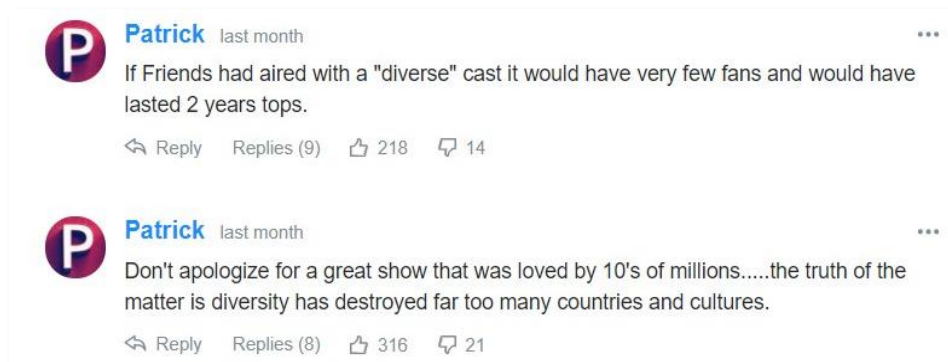 P
Patrick last month
If Friends had aired with a "diverse" cast it would have very few fans and would have
lasted 2 years tops.
Reply Replies (9) 218 14
P
Patrick last month
Don't apologize for a great show that was loved by 10's of millions.....the truth of the
matter is diversity has destroyed far too many countries and cultures.
Reply Replies (8) 316 21